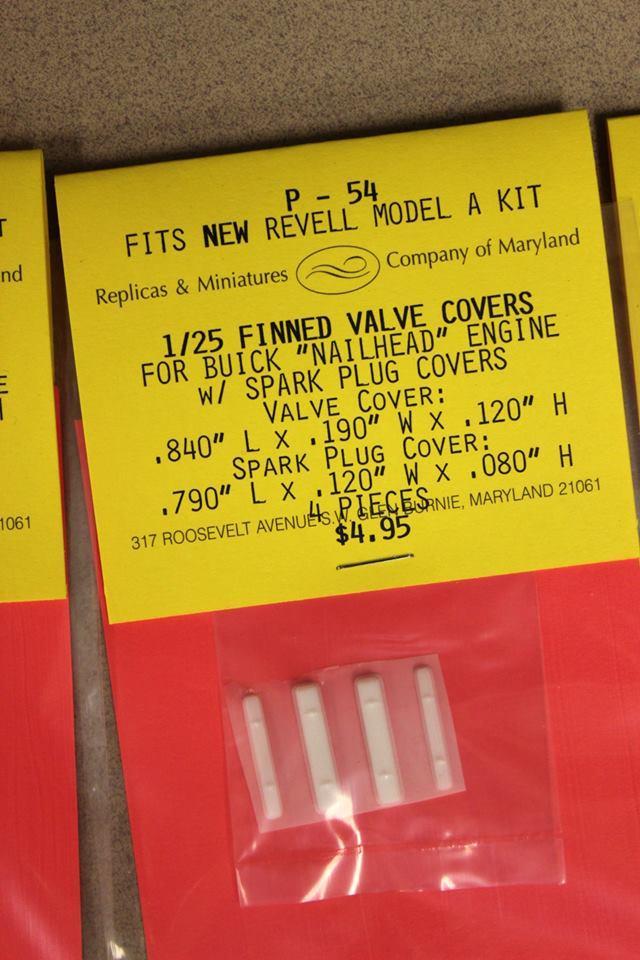 P - 54
FITS NEW REVELL MODEL A KIT
Replicas & Miniatures Company of Maryland
1/25 FINNED VALVE COVERS
FOR BUICK "NAILHEAD" ENGINE
W/ SPARK PLUG COVERS
VALVE COVER:
.840" L X .190" W X .120" H
SPARK PLUG COVER:
.790" L X .120" W X .080" H
4 PIECES
317 ROOSEVELT AVENUE S.W. GLEN BURNIE, MARYLAND 21061
$4.95
T
nd
E
1061